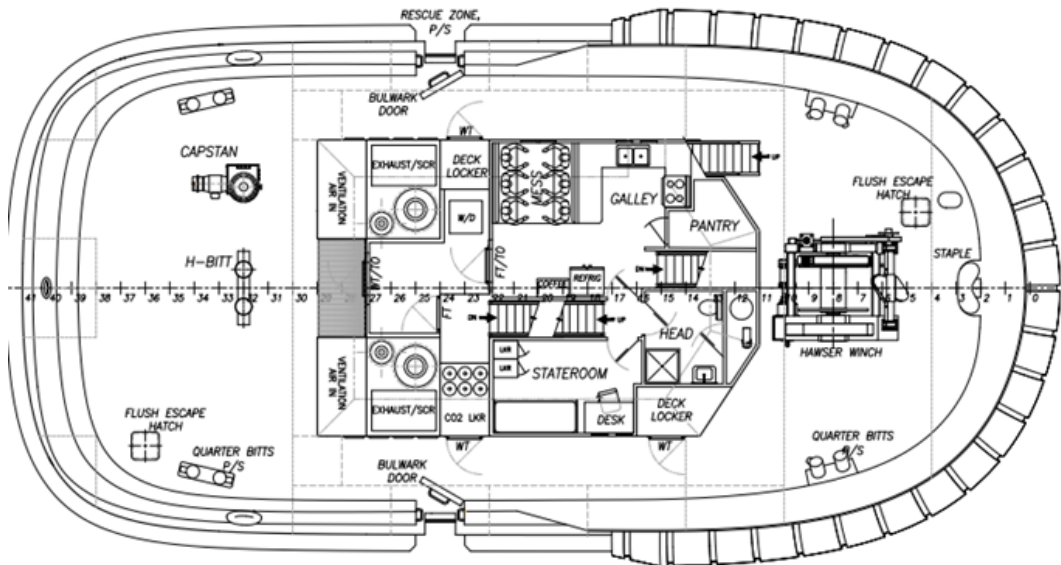 RESCUE ZONE,
P/S
BULWARK
DOOR
WT
CAPSTAN
EXHAUST/SCR
DECK
LOCKER
MESS
GALLEY
UP
VENTILATION
AIR IN
W/D
PANTRY
FLUSH ESCAPE
HATCH
H-BITT
WT/TO
FT/TO
COFFEE
REFRIG
DN
STAPLE
41 40 39 38 37 36 35 34 33 32 31 30 29 28 27 26 25 24 23 22 21 20 19 18 17 16 15 14 13 12 11 10 9 8 7 6 5 4 3 2 1 0
FT
DN
UP
HEAD
HAWSER WINCH
VENTILATION
AIR IN
LKR
LKR
STATEROOM
EXHAUST/SCR
CO2 LKR
DESK
DECK
LOCKER
FLUSH ESCAPE
HATCH
QUARTER BITTS
P/S
WT
WT
QUARTER BITTS
P/S
BULWARK
DOOR